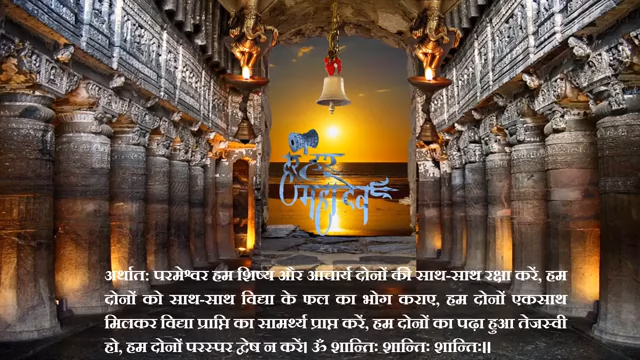 हर हर
महादेव
अर्थात: परमेश्वर हम शिष्य और आचार्य दोनों की साथ-साथ रक्षा करें, हम
दोनों को साथ-साथ विद्या के फल का भोग कराए, हम दोनों एकसाथ
मिलकर विद्या प्राप्ति का सामर्थ्य प्राप्त करें, हम दोनों का पढ़ा हुआ तेजस्वी
हो, हम दोनों परस्पर द्वेष न करें। ॐ शान्तिः शान्तिः शान्तिः॥